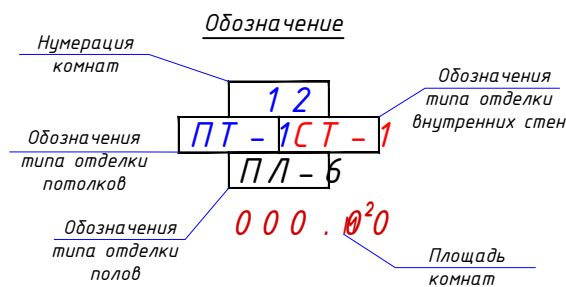 Обозначение
Нумерация
комнат
12
Обозначения
типа отделки
внутренних стен
ПТ-1 СТ-1
Обозначения
типа отделки
потолков
ПЛ-6
Обозначения
типа отделки
полов
000.00 м²
Площадь
комнат